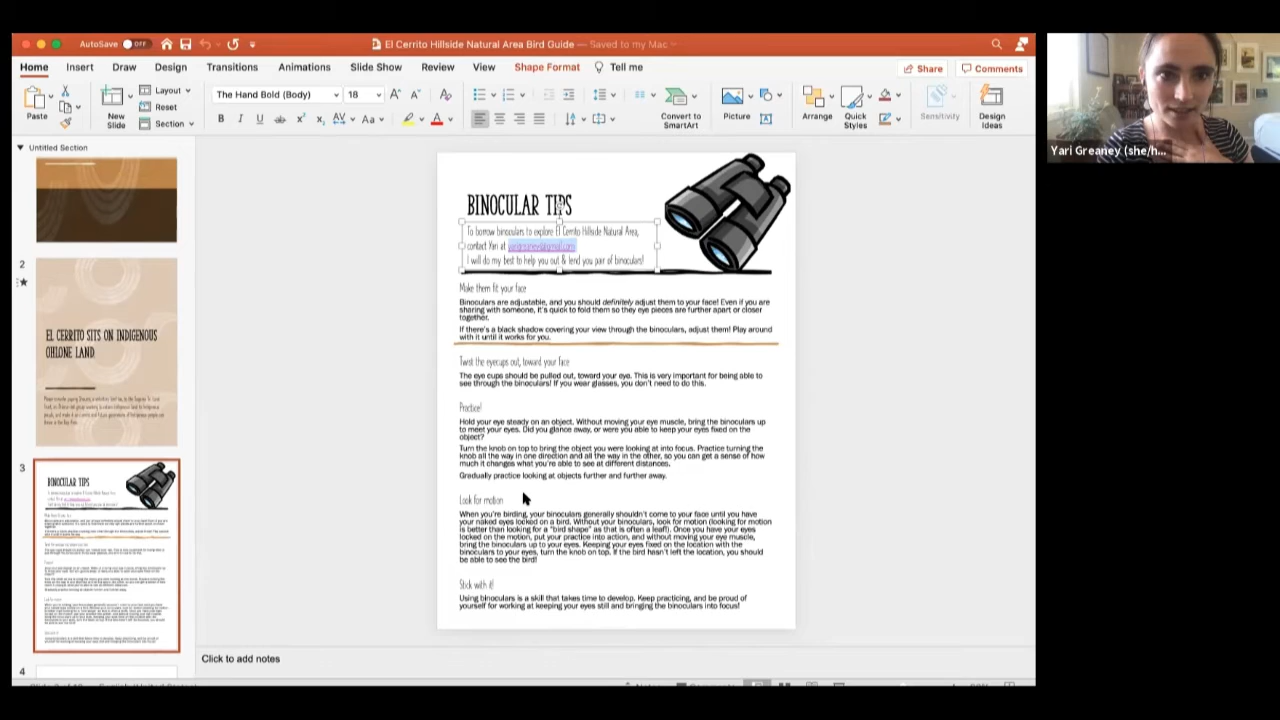 AutoSave OFF
El Cerrito Hillside Natural Area Bird Guide — Saved to my Mac
Home Insert Draw Design Transitions Animations Slide Show Review View Shape Format Tell me
Share Comments
Paste
New Slide
Layout
Reset
Section
The Hand Bold (Body) 18
Convert to SmartArt
Picture
Arrange
Quick Styles
Sensitivity
Design Ideas
Untitled Section
2
EL CERRITO SITS ON INDIGENOUS
OHLONE LAND
3
BINOCULAR TIPS
4
BINOCULAR TIPS
To borrow binoculars to explore El Cerrito Hillside Natural Area,
contact Yari at
I will do my best to help you out & lend you pair of binoculars!
Make them fit your face
Binoculars are adjustable, and you should definitely adjust them to your face! Even if you are
sharing with someone, it's quick to fold them so they eye pieces are further apart or closer
together.
If there's a black shadow covering your view through the binoculars, adjust them! Play around
with it until it works for you.
Twist the eyecups out, toward your face
The eye cups should be pulled out, toward your eye. This is very important for being able to
see through the binoculars! If you wear glasses, you don't need to do this.
Practice!
Hold your eye steady on an object. Without moving your eye muscle, bring the binoculars up
to meet your eyes. Did you glance away, or were you able to keep your eyes fixed on the
object?
Turn the knob on top to bring the object you were looking at into focus. Practice turning the
knob all the way in one direction and all the way in the other, so you can get a sense of how
much it changes what you're able to see at different distances.
Gradually practice looking at objects further and further away.
Look for motion
When you're birding, your binoculars generally shouldn't come to your face until you have
your naked eyes locked on a bird. Without your binoculars, look for motion (looking for motion
is better than looking for a "bird shape" as that is often a leaf!). Once you have your eyes
locked on the motion, put your practice into action, and without moving your eye muscle,
bring the binoculars up to your eyes. Keeping your eyes fixed on the location with the
binoculars to your eyes, turn the knob on top. If the bird hasn't left the location, you should
be able to see the bird!
Stick with it!
Using binoculars is a skill that takes time to develop. Keep practicing, and be proud of
yourself for working at keeping your eyes still and bringing the binoculars into focus!
Click to add notes
Yari Greaney (she/h...